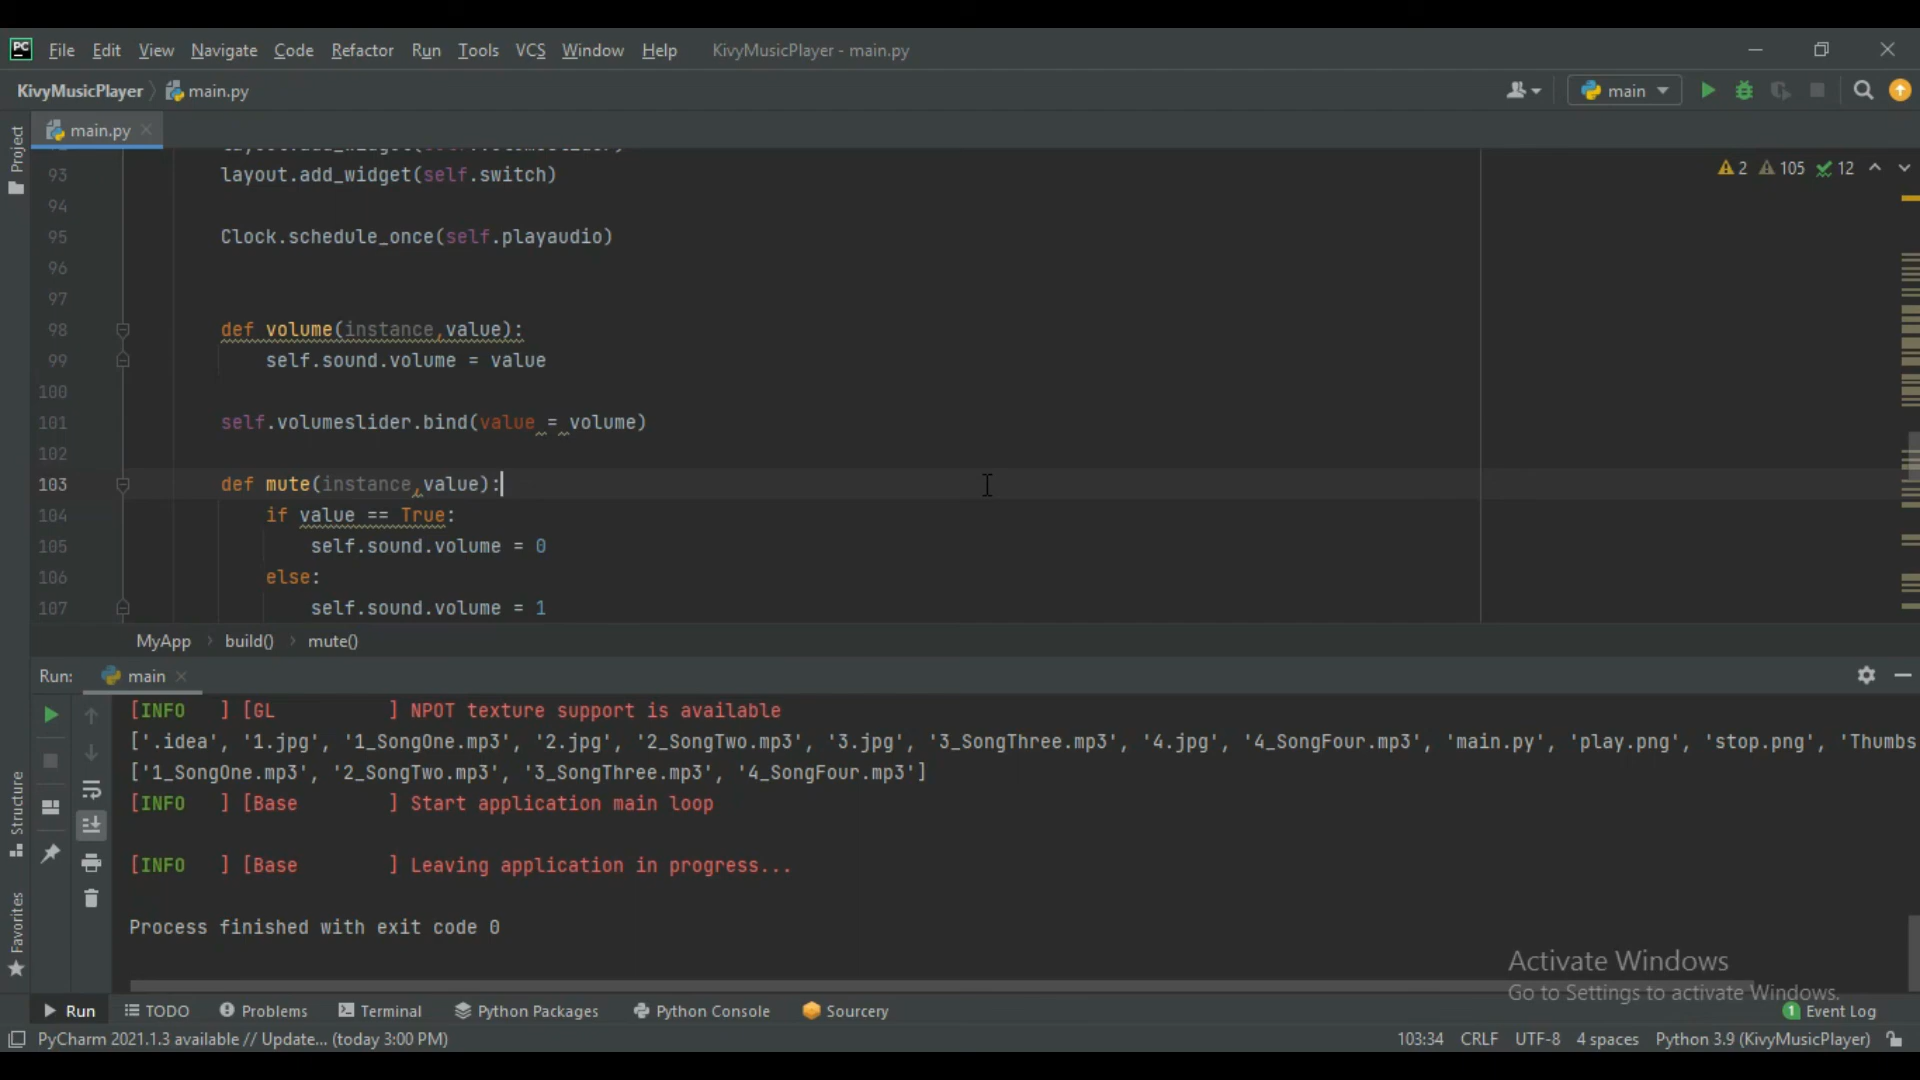 PC File Edit View Navigate Code Refactor Run Tools VCS Window Help KivyMusicPlayer - main.py
KivyMusicPlayer main.py main
main.py
Project
2 105 12
93 layout.add_widget(self.switch)
94
95 Clock.schedule_once(self.playaudio)
96
97
98 def volume(instance,value):
99 self.sound.volume = value
100
101 self.volumeslider.bind(value = volume)
102
103 def mute(instance,value):
104 if value == True:
105 self.sound.volume = 0
106 else:
107 self.sound.volume = 1
MyApp build() mute()
Run: main
[INFO ] [GL ] NPOT texture support is available
['.idea', '1.jpg', '1_SongOne.mp3', '2.jpg', '2_SongTwo.mp3', '3.jpg', '3_SongThree.mp3', '4.jpg', '4_SongFour.mp3', 'main.py', 'play.png', 'stop.png', 'Thumbs
['1_SongOne.mp3', '2_SongTwo.mp3', '3_SongThree.mp3', '4_SongFour.mp3']
[INFO ] [Base ] Start application main loop
[INFO ] [Base ] Leaving application in progress...
Process finished with exit code 0
Structure
Favorites
Activate Windows
Go to Settings to activate Windows.
Run TODO Problems Terminal Python Packages Python Console Sourcery 1 Event Log
PyCharm 2021.1.3 available // Update... (today 3:00 PM) 103:34 CRLF UTF-8 4 spaces Python 3.9 (KivyMusicPlayer)